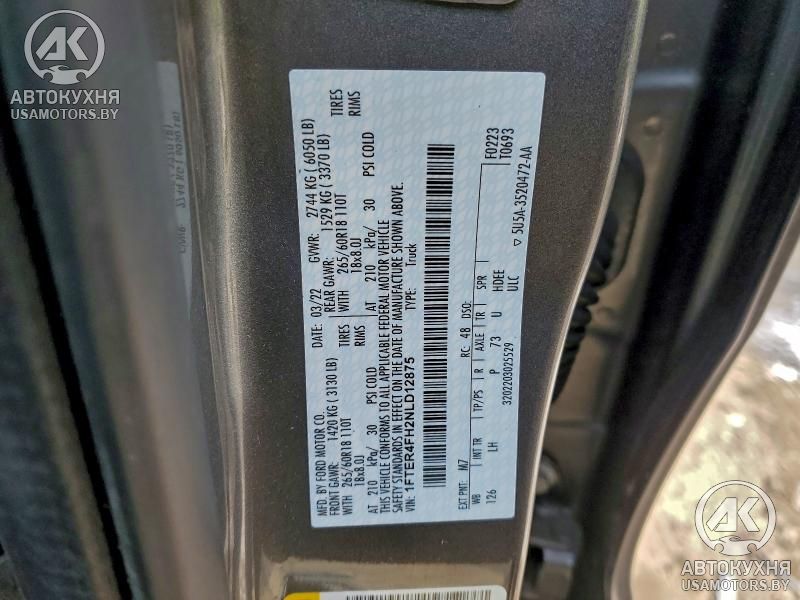 АВТОКУХНЯ
USAMOTORS.BY
MFD. BY FORD MOTOR CO.
03/22
GVWR: 2744 KG ( 6050 LB)
FRONT GAWR: 1420 KG ( 3130 LB)
REAR GAWR: 1529 KG ( 3370 LB)
WITH 265/60R18 110T TIRES
WITH 265/60R18 110T TIRES
18x8.0J RIMS
18x8.0J RIMS
AT 210 kPa/ 30 PSI COLD
AT 210 kPa/ 30 PSI COLD
THIS VEHICLE CONFORMS TO ALL APPLICABLE FEDERAL MOTOR VEHICLE
SAFETY STANDARDS IN EFFECT ON THE DATE OF MANUFACTURE SHOWN ABOVE.
VIN: 1FTER4FH2NLD12875
Truck
F0223
T0693
EXT PNT: M7 RC: 48 DSO:
WB INT TR TP/PS R AXLE TR SPR
126 LH P 73 U HDEE
ULC
3202203025529
5U5A-3520472-AA
АВТОКУХНЯ
USAMOTORS.BY